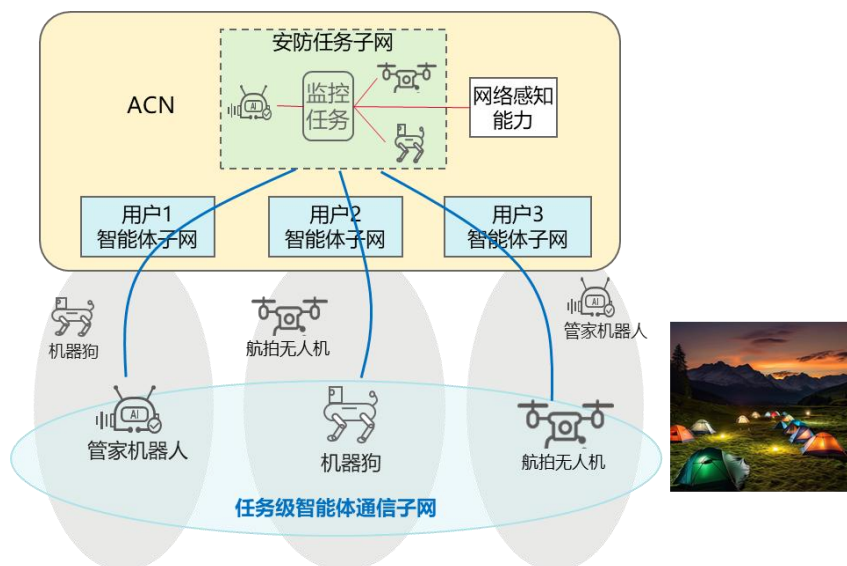 安防任务子网
ACN
AI
监控
任务
网络感知
能力
用户1
智能体子网
用户2
智能体子网
用户3
智能体子网
机器狗
航拍无人机
管家机器人
AI
管家机器人
机器狗
航拍无人机
任务级智能体通信子网